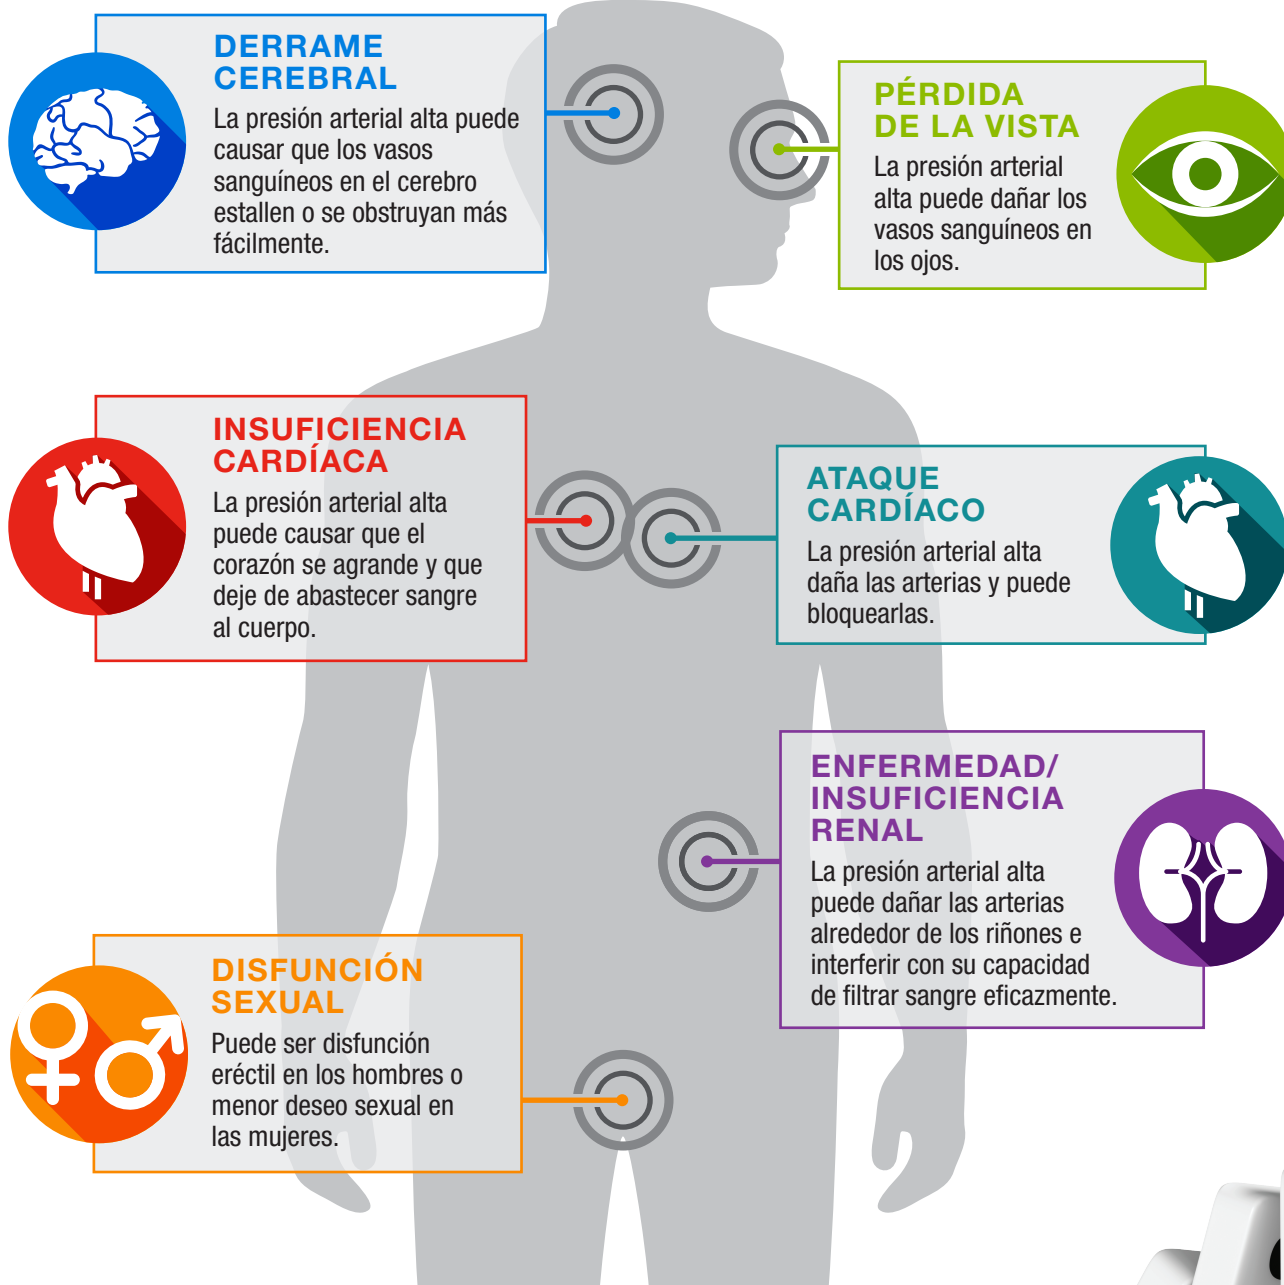 DERRAME
CEREBRAL
La presión arterial alta puede
causar que los vasos
sanguíneos en el cerebro
estallen o se obstruyan más
fácilmente.
PÉRDIDA
DE LA VISTA
La presión arterial
alta puede dañar los
vasos sanguíneos en
los ojos.
INSUFICIENCIA
CARDÍACA
La presión arterial alta
puede causar que el
corazón se agrande y que
deje de abastecer sangre
al cuerpo.
ATAQUE
CARDÍACO
La presión arterial alta
daña las arterias y puede
bloquearlas.
ENFERMEDAD/
INSUFICIENCIA
RENAL
La presión arterial alta
puede dañar las arterias
alrededor de los riñones e
interferir con su capacidad
de filtrar sangre eficazmente.
DISFUNCIÓN
SEXUAL
Puede ser disfunción
eréctil en los hombres o
menor deseo sexual en
las mujeres.